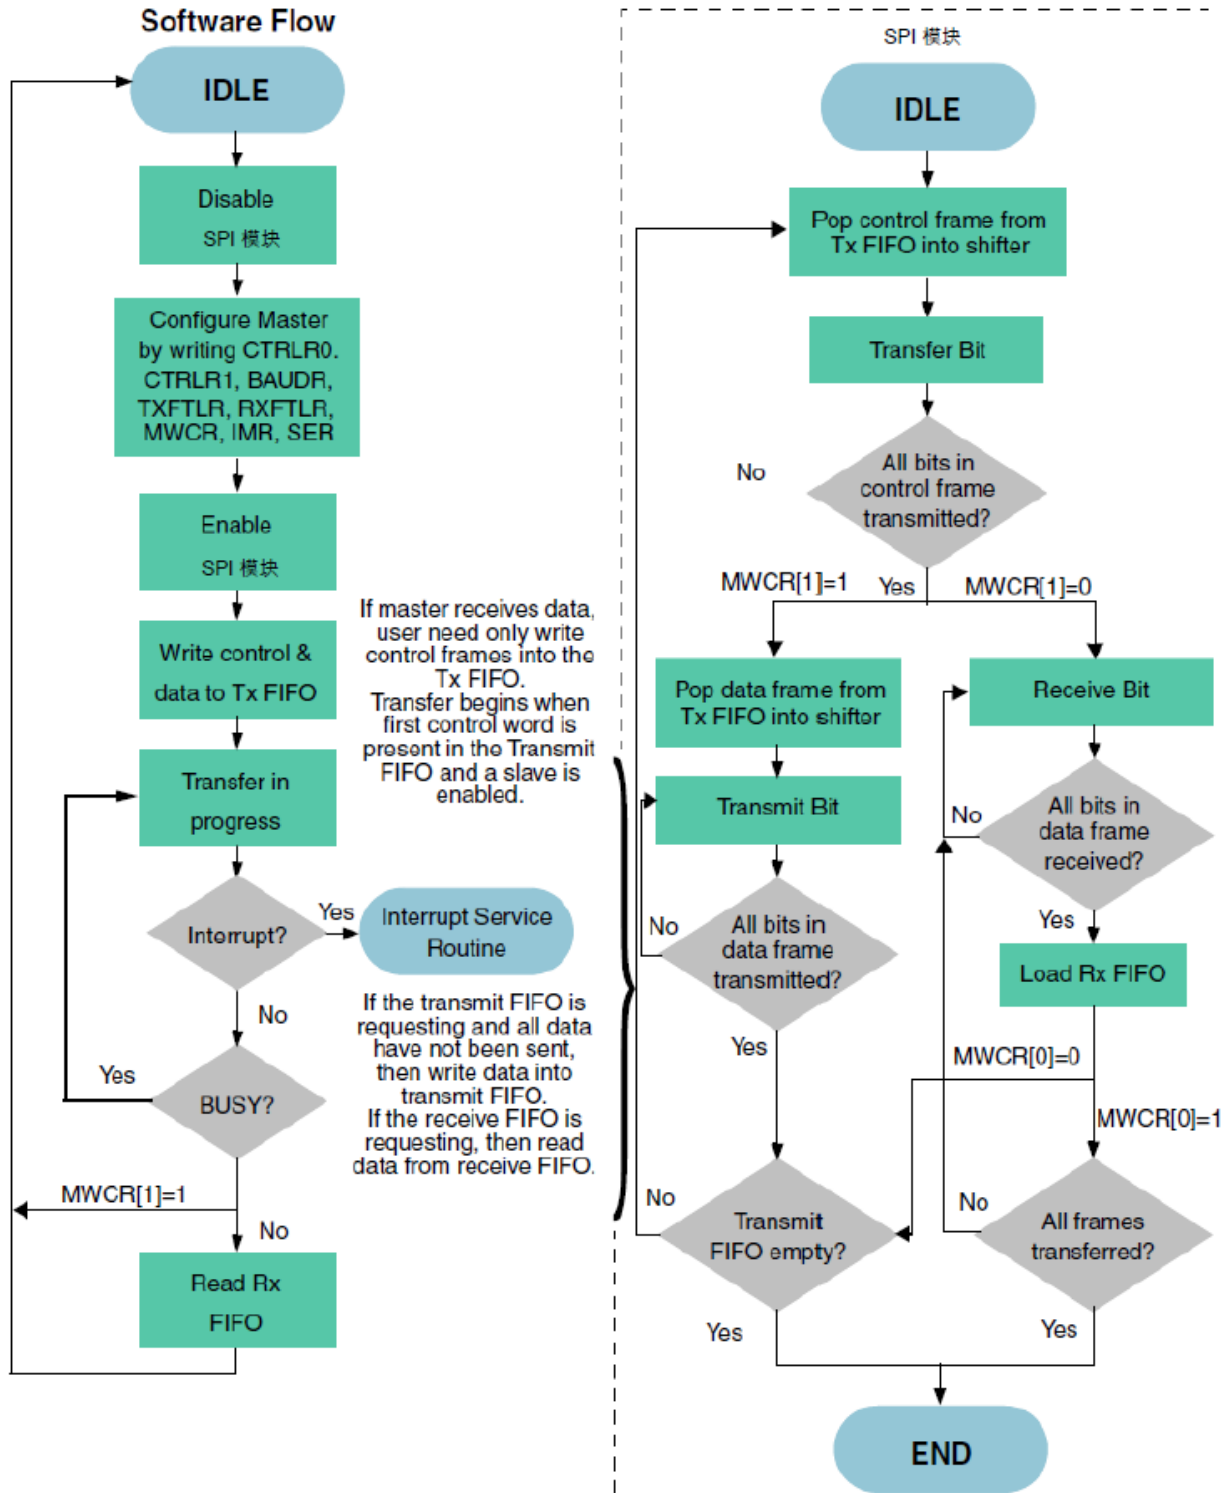 Software Flow
IDLE
Disable
SPI 模块
Configure Master
by writing CTRLR0.
CTRLR1, BAUDR,
TXFTLR, RXFTLR,
MWCR, IMR, SER
Enable
SPI 模块
Write control &
data to Tx FIFO
If master receives data,
user need only write
control frames into the
Tx FIFO.
Transfer begins when
first control word is
present in the Transmit
FIFO and a slave is
enabled.
Transfer in
progress
Interrupt?
Yes
Interrupt Service
Routine
No
If the transmit FIFO is
requesting and all data
have not been sent,
then write data into
transmit FIFO.
If the receive FIFO is
requesting, then read
data from receive FIFO.
Yes
BUSY?
MWCR[1]=1
No
Read Rx
FIFO
SPI 模块
IDLE
Pop control frame from
Tx FIFO into shifter
Transfer Bit
No
All bits in
control frame
transmitted?
MWCR[1]=1
Yes
MWCR[1]=0
Pop data frame from
Tx FIFO into shifter
Transmit Bit
No
All bits in
data frame
transmitted?
Yes
Receive Bit
No
All bits in
data frame
received?
Yes
Load Rx FIFO
MWCR[0]=0
MWCR[0]=1
No
Transmit
FIFO empty?
Yes
No
All frames
transferred?
Yes
END